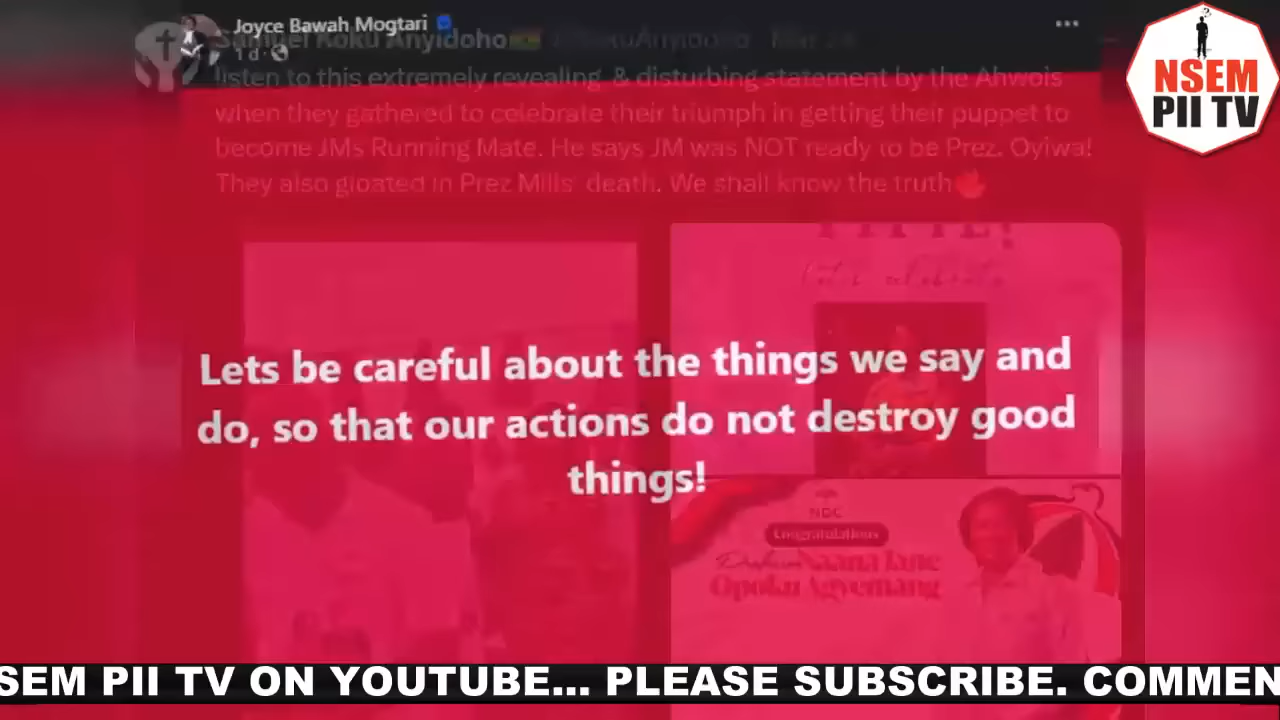 Joyce Bawah Mogtari
1 d
Samuel Koku Anyidoho
listen to this extremely revealing & disturbing statement by the Ahwois
when they gathered to celebrate their triumph in getting their puppet to
become JMs Running Mate. He says JM was NOT ready to be Prez. Oyiwa!
They also gloated in Prez Mills' death. We shall know the truth
NSEM
PII TV
Lets be careful about the things we say and
do, so that our actions do not destroy good
things!
NDC
Congratulations
Naana Jane
Opoku Agyemang
SEM PII TV ON YOUTUBE... PLEASE SUBSCRIBE. COMMEN